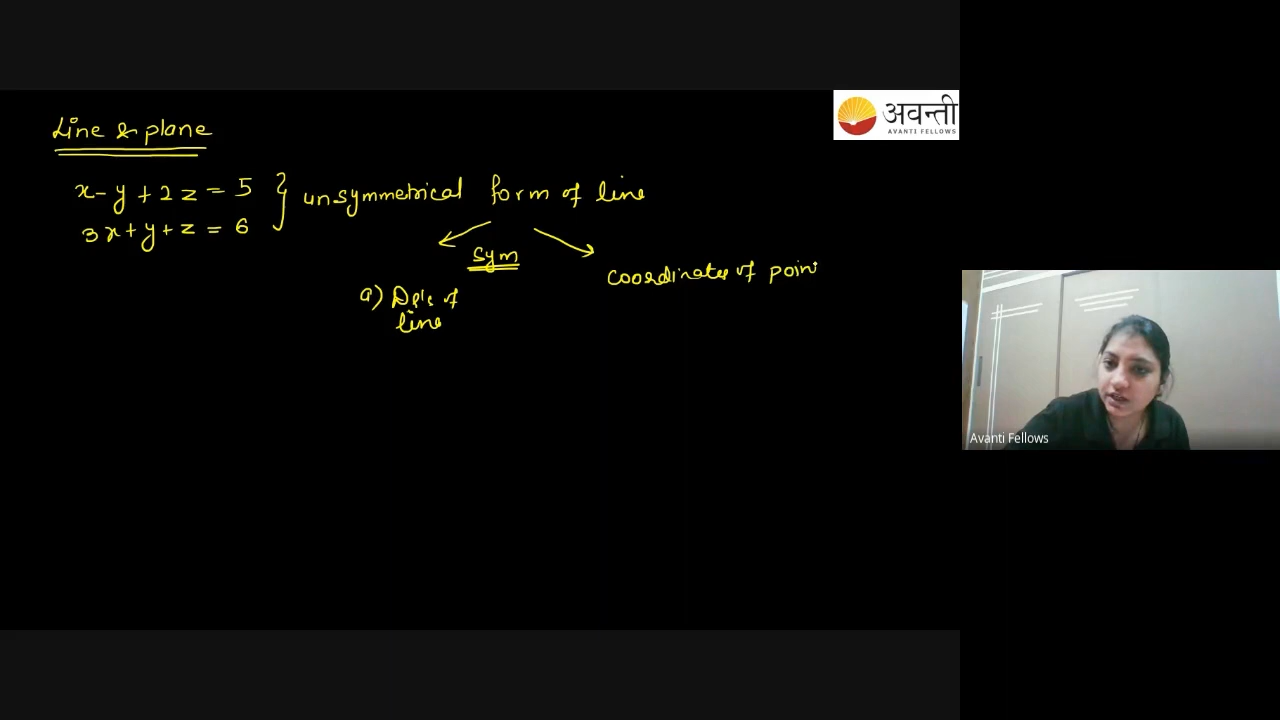 Line & plane
अवन्ती
AVANTI FELLOWS
x - y + 2z = 5 } unsymmetrical form of line
3x + y + z = 6
Sym
coordinates of poin
a) Dr's of
line
Avanti Fellows